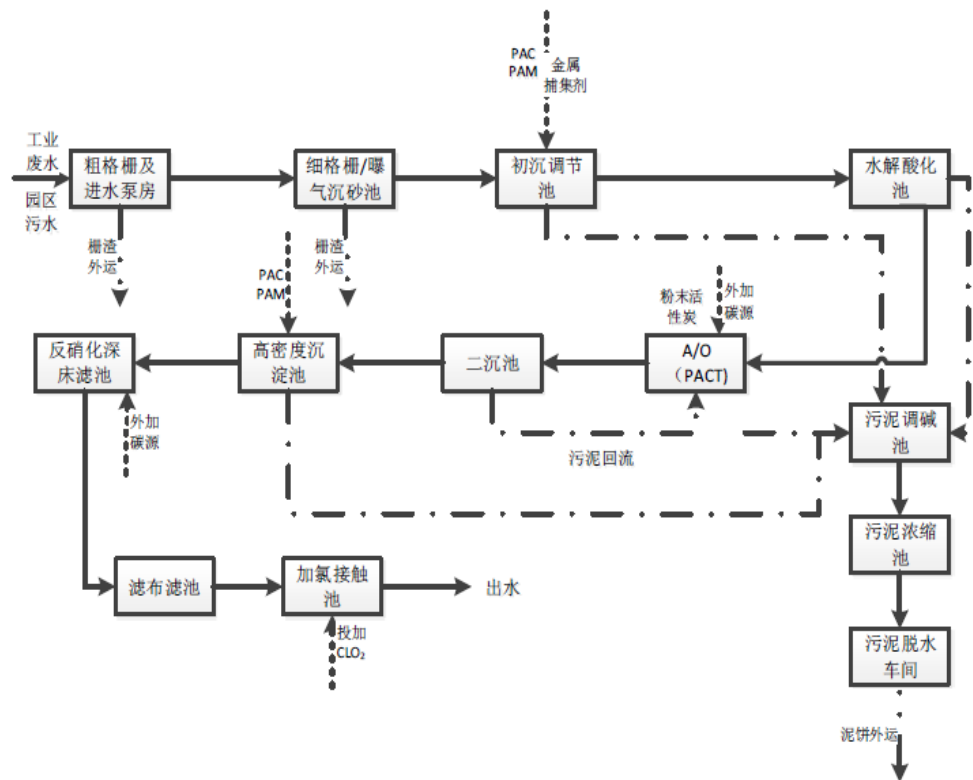 PAC
PAM
金属
捕集剂
工业
废水
园区
污水
粗格栅及
进水泵房
细格栅/曝
气沉砂池
初沉调节
池
水解酸化
池
栅渣
外运
栅渣
外运
PAC
PAM
粉末活
性炭
外加
碳源
反硝化深
床滤池
高密度沉
淀池
二沉池
A/O
（PACT)
外加
碳源
污泥回流
污泥调碱
池
污泥浓缩
池
滤布滤池
加氯接触
池
出水
投加
CLO₂
污泥脱水
车间
泥饼外运